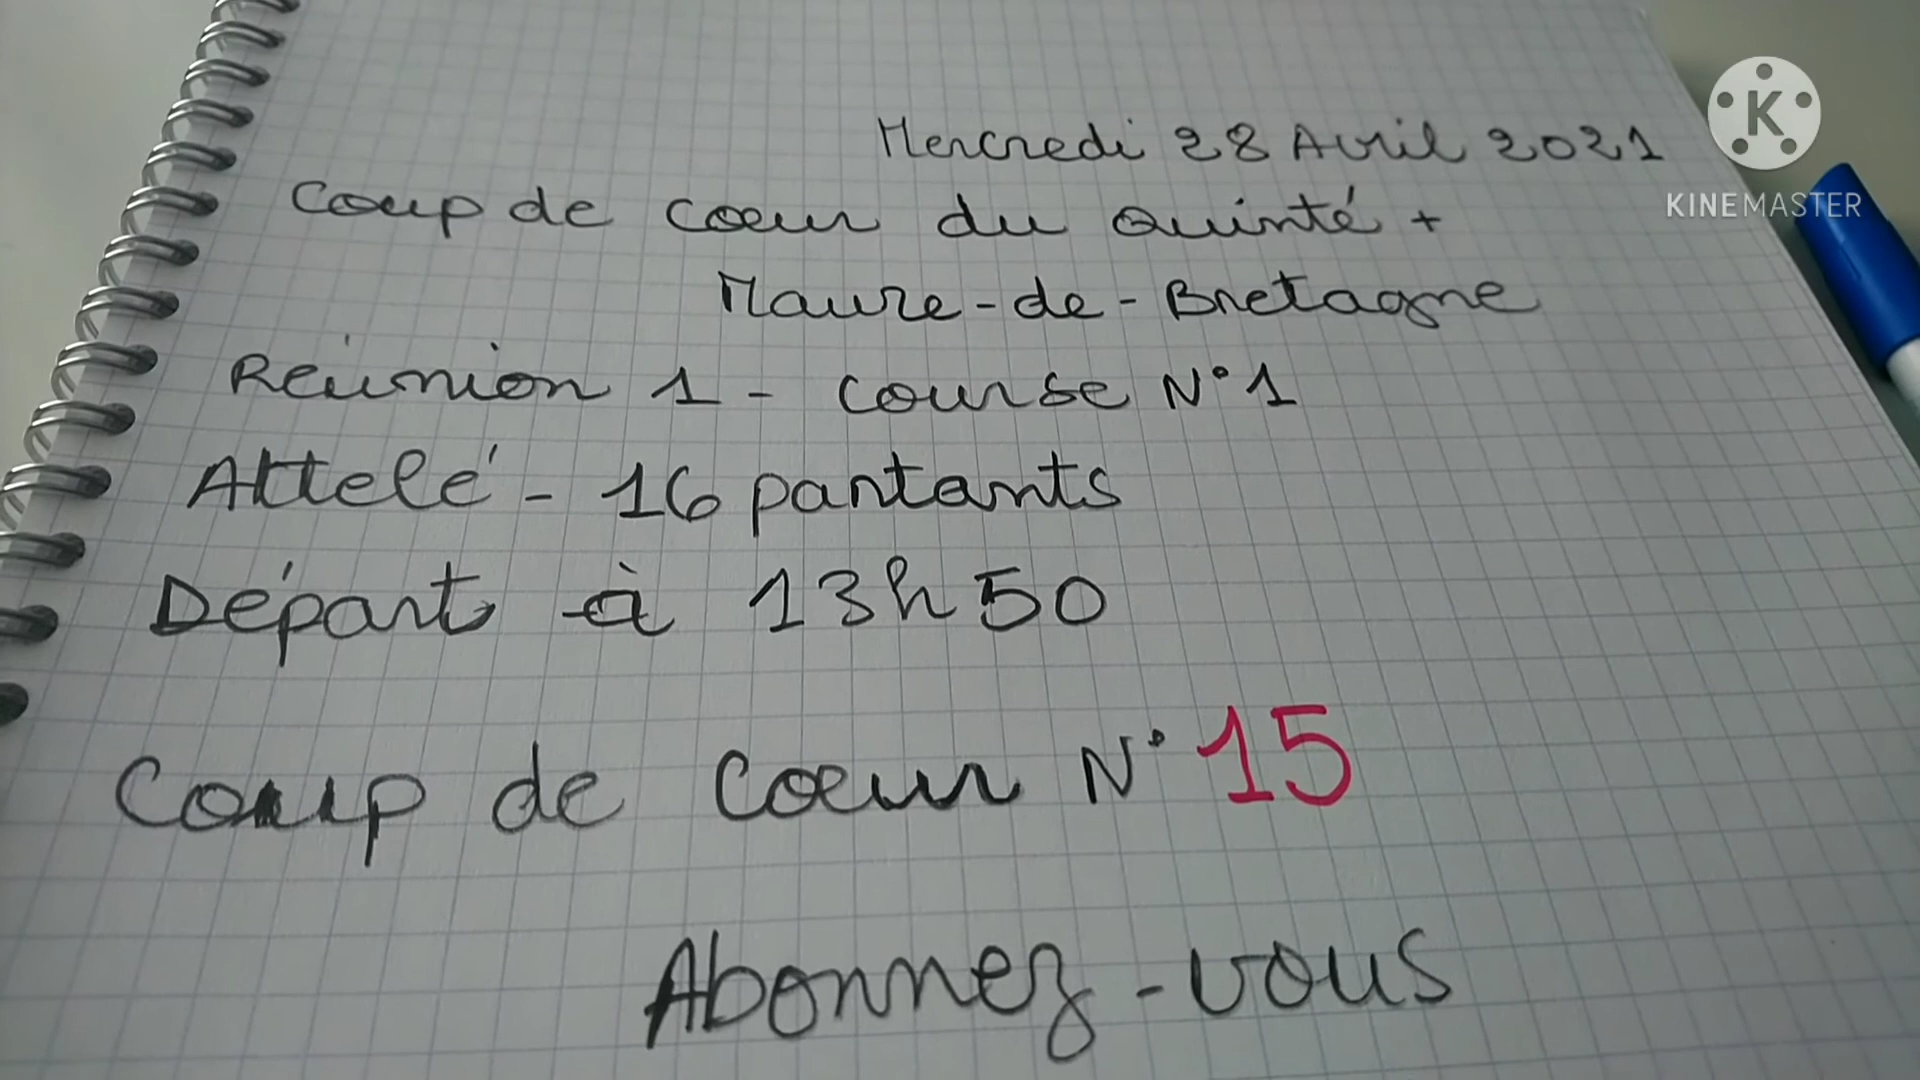 Mercredi 28 Avril 2021
Coup de coeur du Quinté +
Maure-de-Bretagne
Réunion 1 - course N°1
Attelé - 16 partants
Départ à 13h50
Coup de coeur N° 15
Abonnez-vous
K
KINEMASTER